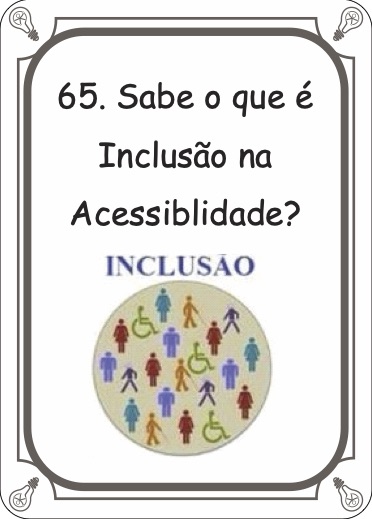 65. Sabe o que é
Inclusão na
Acessiblidade?
INCLUSÃO